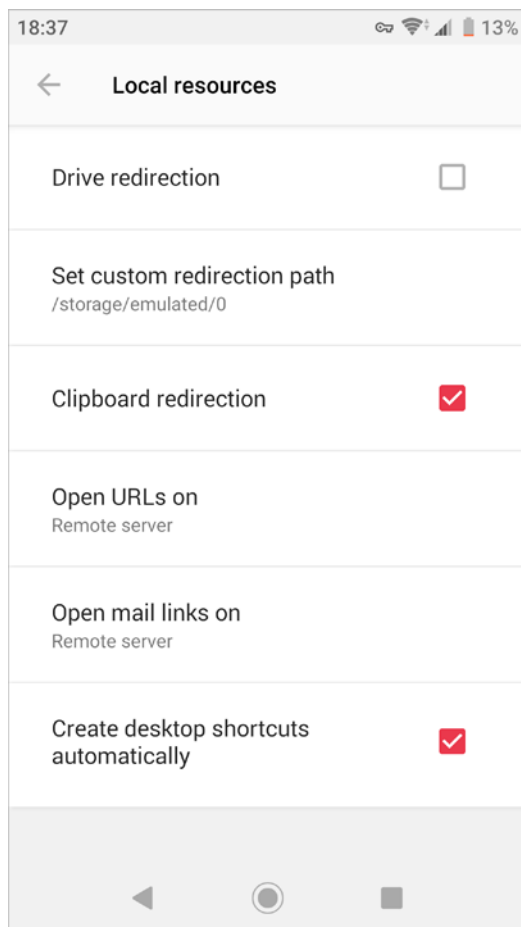 18:37 13%
Local resources
Drive redirection
Set custom redirection path
/storage/emulated/0
Clipboard redirection
Open URLs on
Remote server
Open mail links on
Remote server
Create desktop shortcuts
automatically